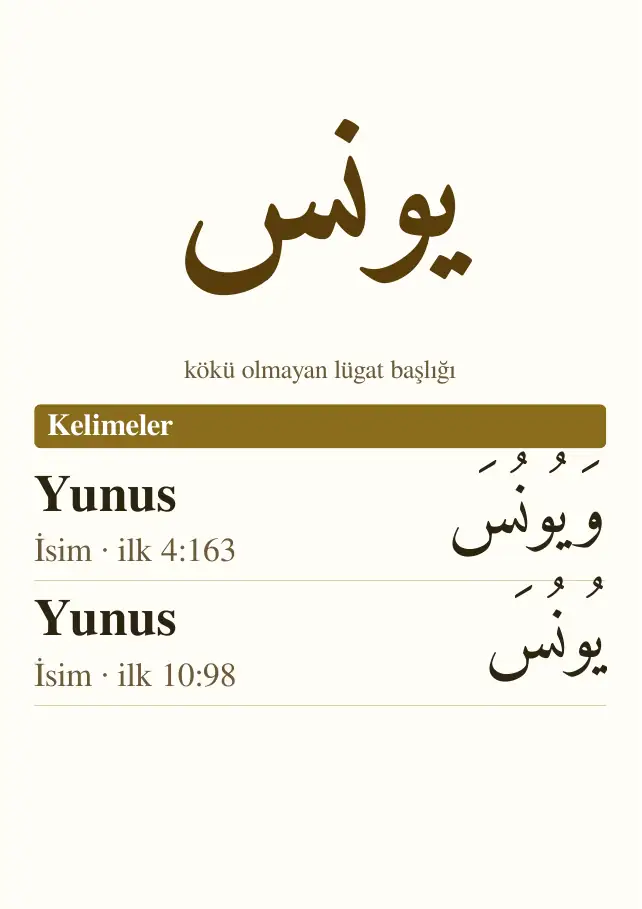 يونس
kökü olmayan lügat başlığı
Kelimeler
Yunus وَيُونُسَ
İsim · ilk 4:163
Yunus يُونُسَ
İsim · ilk 10:98